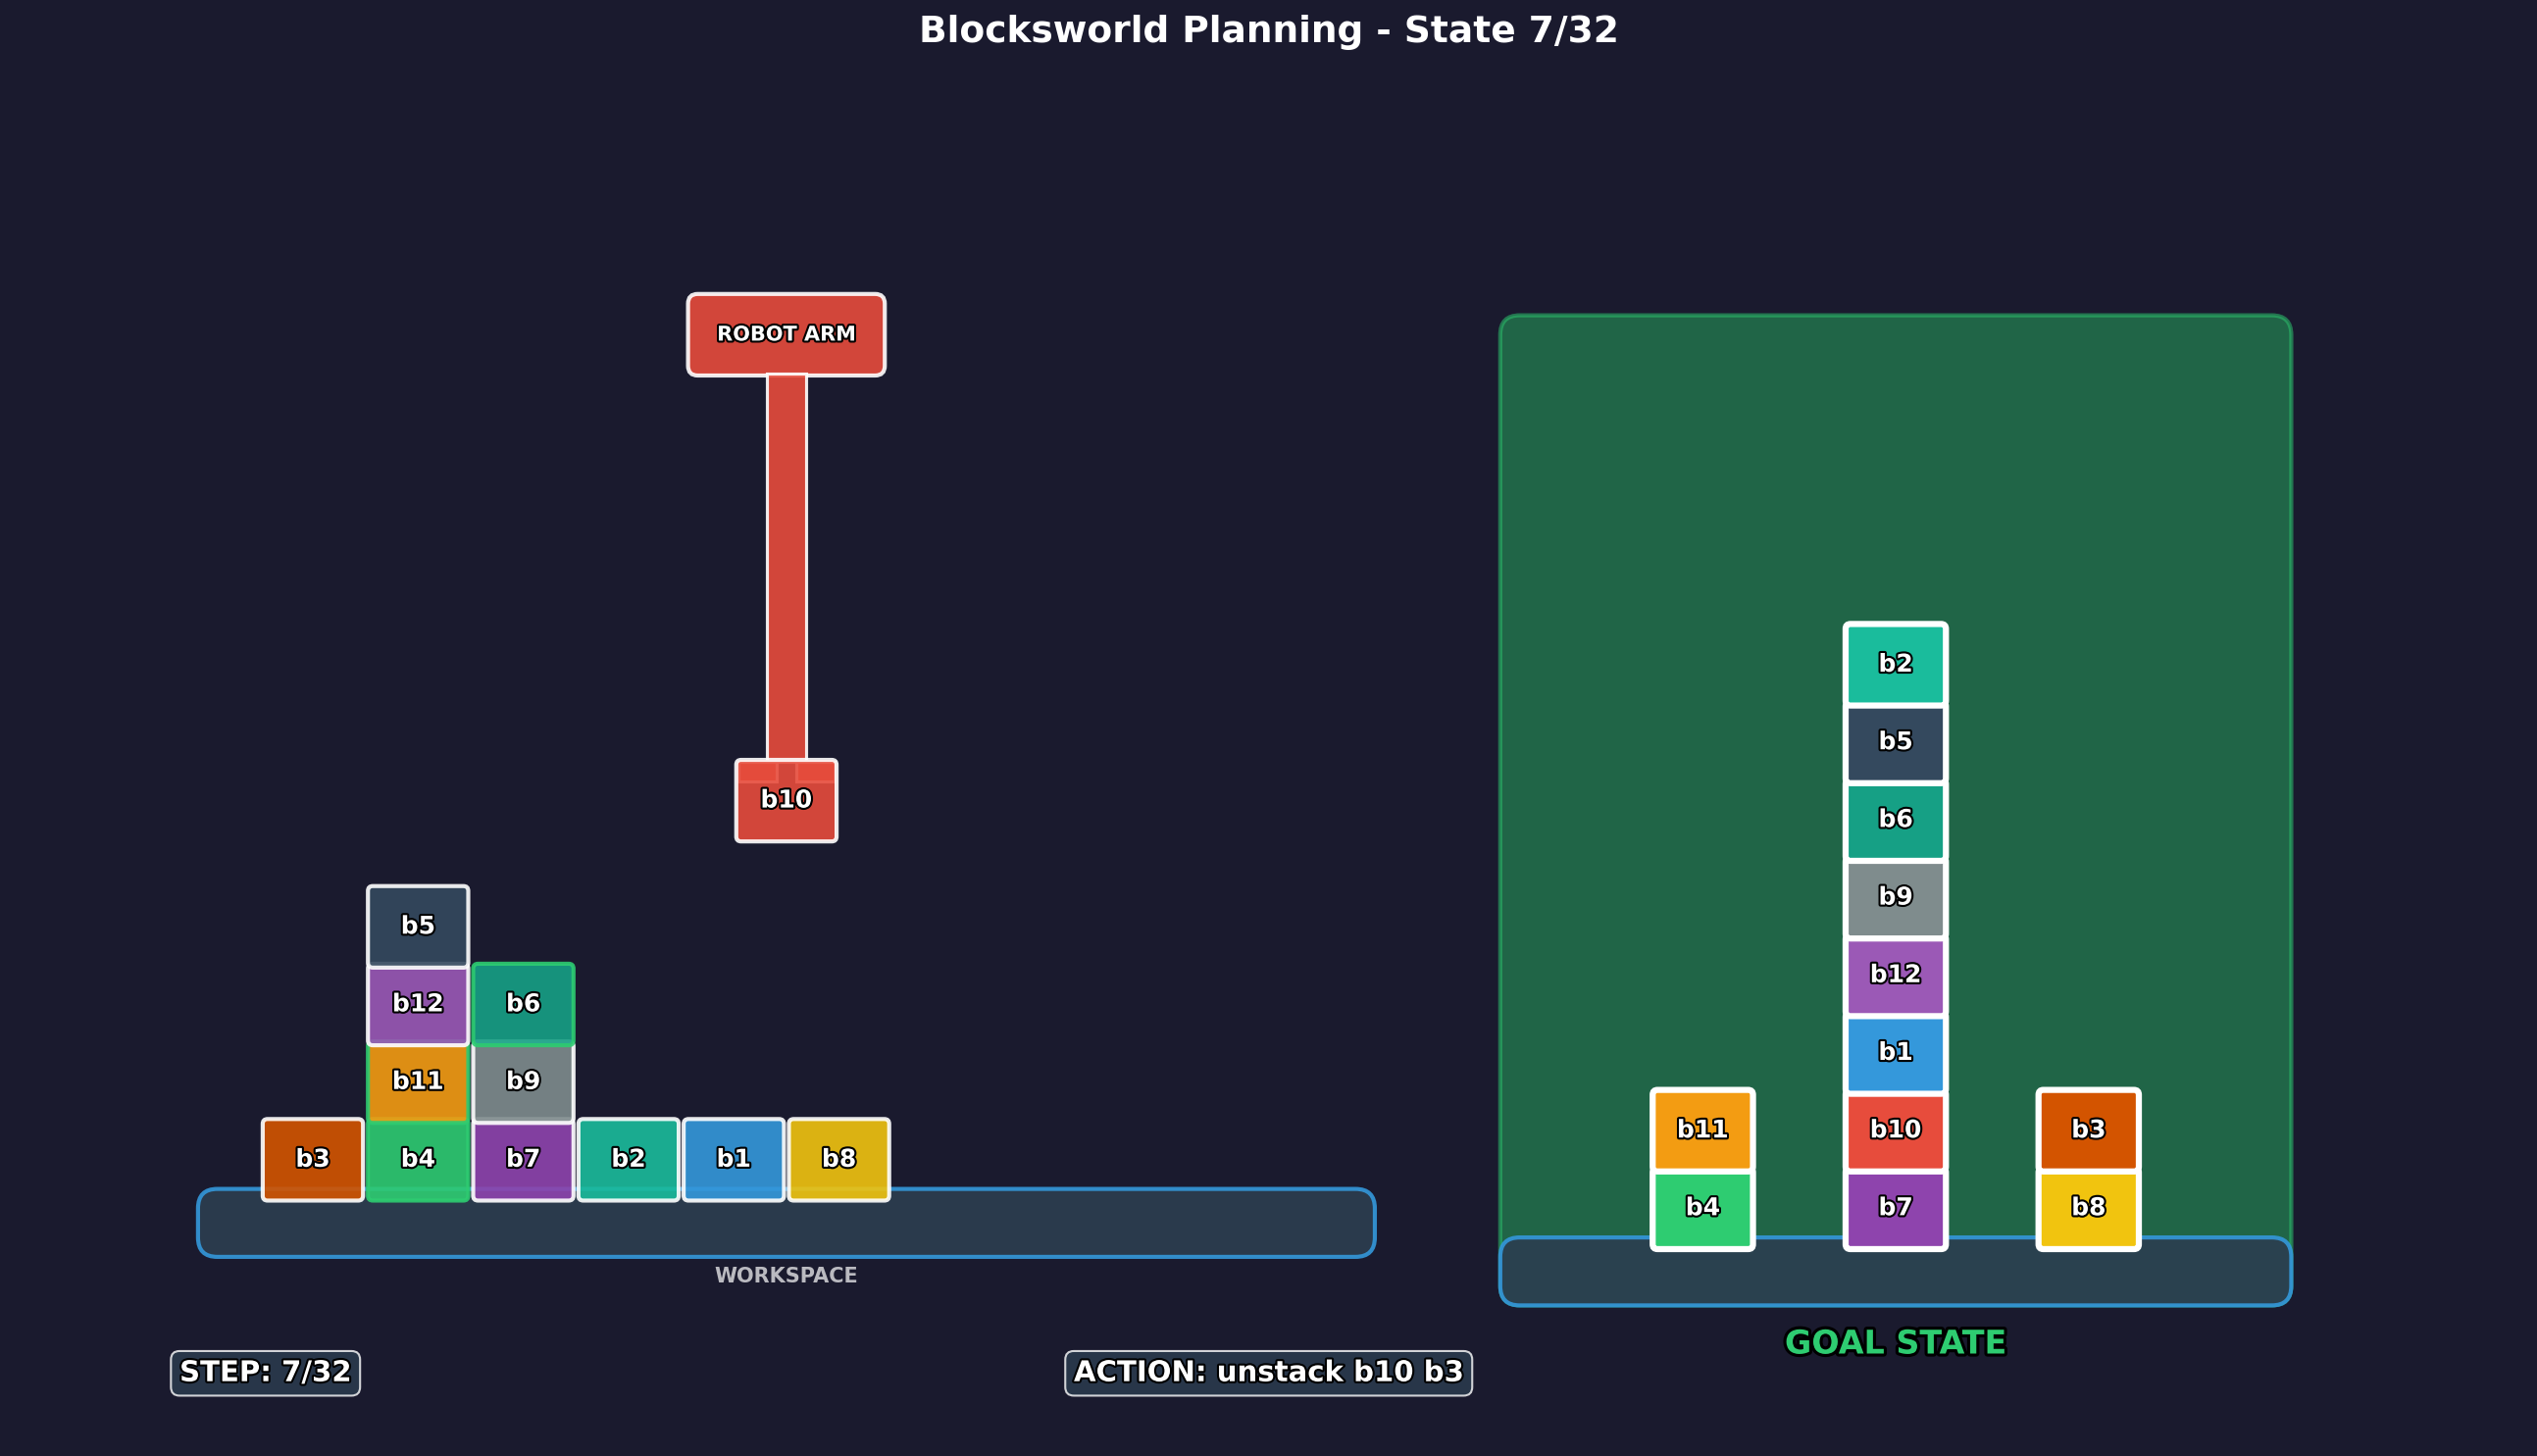 Blocksworld Planning - State 7/32
ROBOT ARM
b10
b5
b12 b6
b11 b9
b3 b4 b7 b2 b1 b8
WORKSPACE
b2
b5
b6
b9
b12
b1
b11 b10 b3
b4 b7 b8
GOAL STATE
STEP: 7/32
ACTION: unstack b10 b3